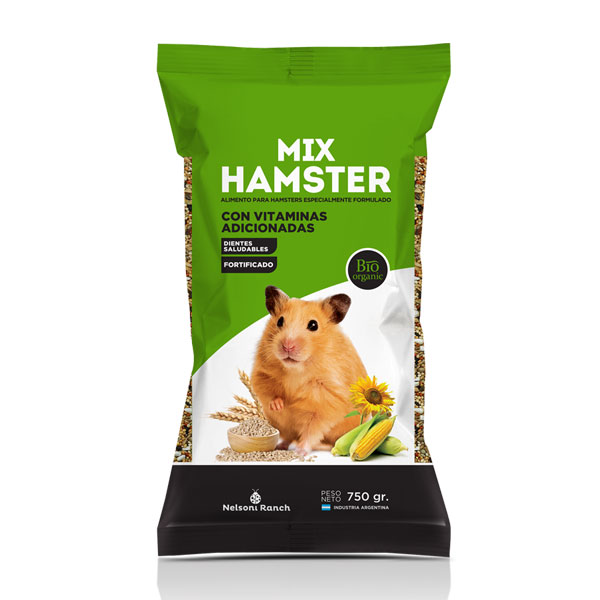 MIX
HAMSTER
ALIMENTO PARA HAMSTERS ESPECIALMENTE FORMULADO
CON VITAMINAS
ADICIONADAS
DIENTES
SALUDABLES
FORTIFICADO
Bio
organic
Nelsoni Ranch
PESO
NETO
750 gr.
INDUSTRIA ARGENTINA